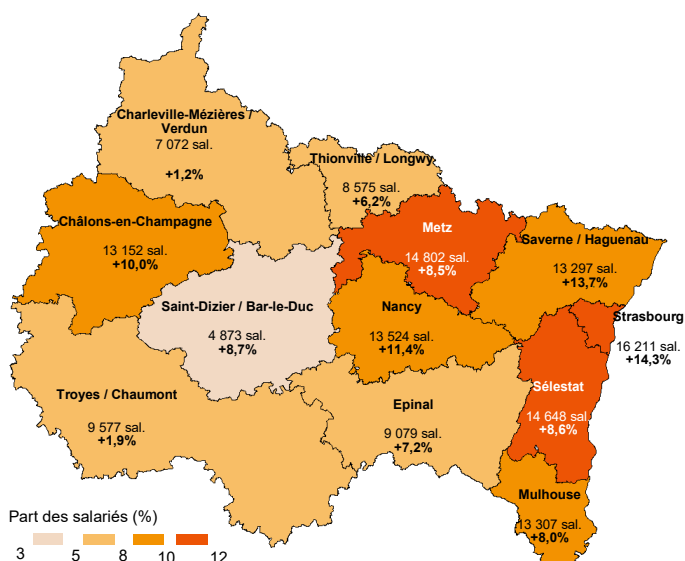 Charleville-Mézières /
Verdun
7 072 sal.
+1,2%
Thionville / Longwy
8 575 sal.
+6,2%
Châlons-en-Champagne
13 152 sal.
+10,0%
Metz
14 802 sal.
+8,5%
Saverne / Haguenau
13 297 sal.
+13,7%
Saint-Dizier / Bar-le-Duc
4 873 sal.
+8,7%
Nancy
13 524 sal.
+11,4%
Strasbourg
16 211 sal.
+14,3%
Troyes / Chaumont
9 577 sal.
+1,9%
Epinal
9 079 sal.
+7,2%
Sélestat
14 648 sal.
+8,6%
Mulhouse
13 307 sal.
+8,0%
Part des salariés (%)
3 5 8 10 12